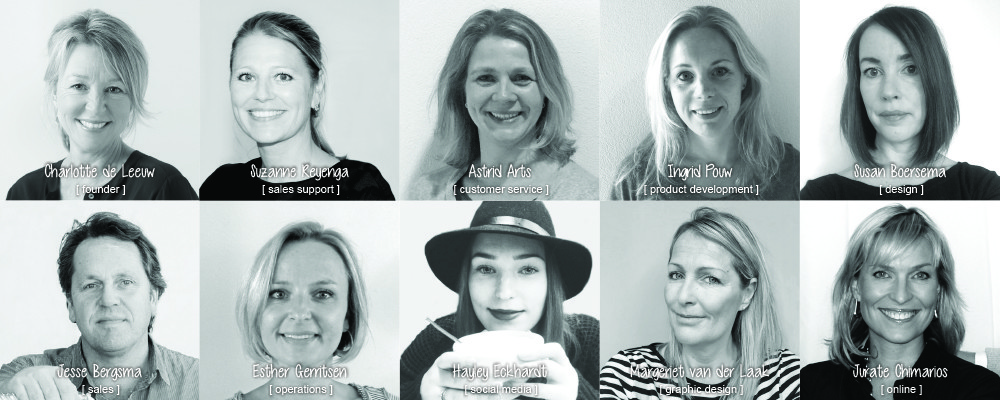 Charlotte de Leeuw
[ founder ]
Suzanne Reyenga
[ sales support ]
Astrid Arts
[ customer service ]
Ingrid Pouw
[ product development ]
Susan Boersema
[ design ]
Jesse Bergsma
[ sales ]
Esther Gerritsen
[ operations ]
Hayley Eckhardt
[ social media ]
Margeriet van der Laak
[ graphic design ]
Jurate Chimarios
[ online ]